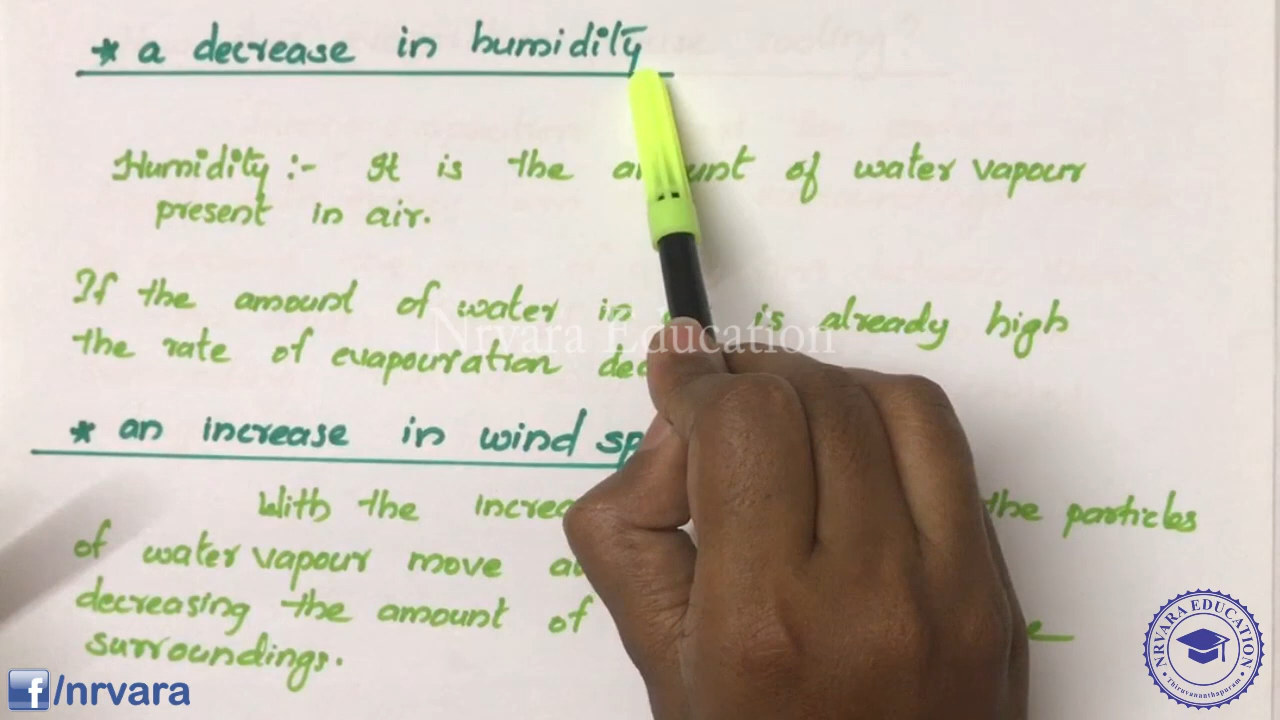 * a decrease in humidity
Humidity :- It is the of water vapour
present in air.
If the amount of water in is already high
the rate of evapouration
* an increase in wind
With the the particles
of water vapour move
decreasing the amount of
surroundings.
Nrvara Education
/nrvara
NRVARA EDUCATION
Thiruvananthapuram